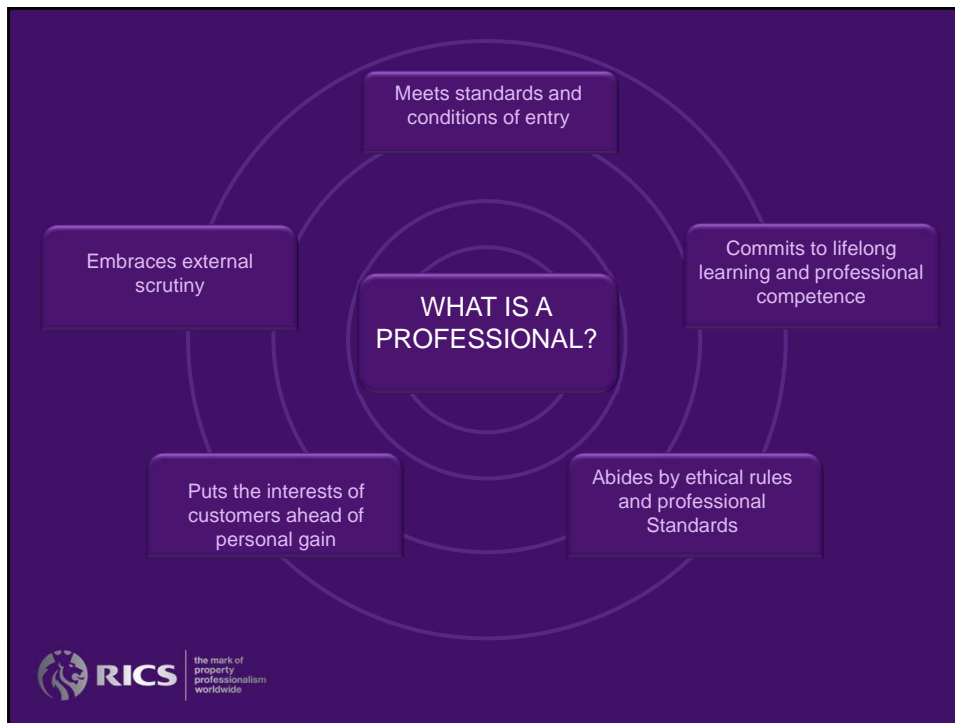 Meets standards and
conditions of entry
Embraces external
scrutiny
Commits to lifelong
learning and professional
competence
WHAT IS A
PROFESSIONAL?
Puts the interests of
customers ahead of
personal gain
Abides by ethical rules
and professional
Standards
RICS
the mark of
property
professionalism
worldwide